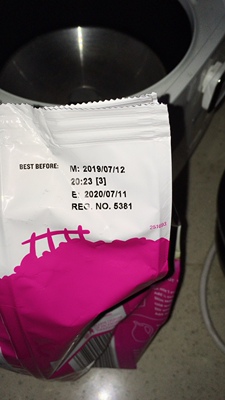 BEST BEFORE: M: 2019/07/12
20:23 [3]
E: 2020/07/11
REG. NO. 5381